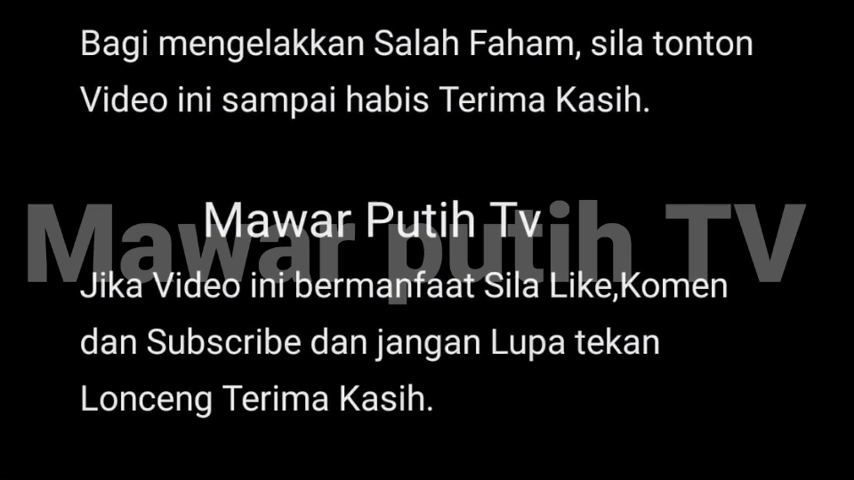 Bagi mengelakkan Salah Faham, sila tonton
Video ini sampai habis Terima Kasih.
Mawar Putih Tv
Mawar putih TV
Jika Video ini bermanfaat Sila Like,Komen
dan Subscribe dan jangan Lupa tekan
Lonceng Terima Kasih.